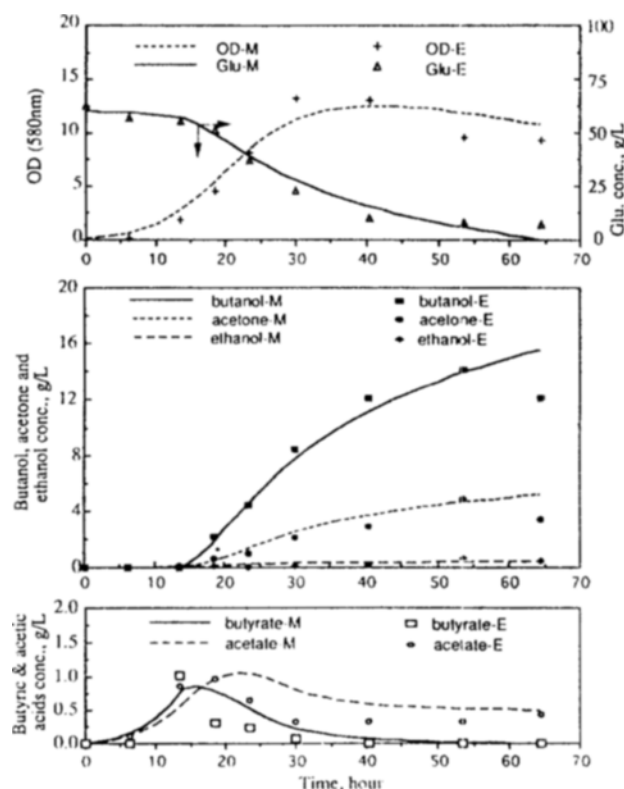 20
15
10
5
0
OD (580nm)
OD-M
OD-E
Glu-M
Glu-E
100
75
50
25
0
Glu. conc., g/L
0 10 20 30 40 50 60 70
20
16
12
8
4
0
Butanol, acetone and
ethanol conc., g/L
butanol-M
butanol-E
acetone-M
acetone-E
ethanol-M
ethanol-E
0 10 20 30 40 50 60 70
2.0
1.5
1.0
0.5
0.0
Butyric & acetic
acids conc., g/L
butyrate-M
butyrate-E
acetate-M
acetate-E
0 10 20 30 40 50 60 70
Time, hour